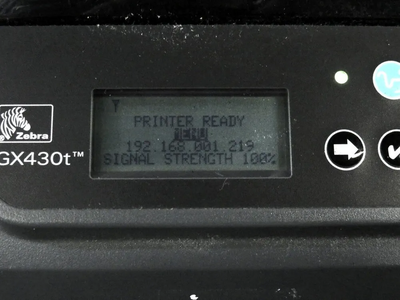 PRINTER READY
MENU
192.168.001.219
SIGNAL STRENGTH 100%
Zebra
GX430t™